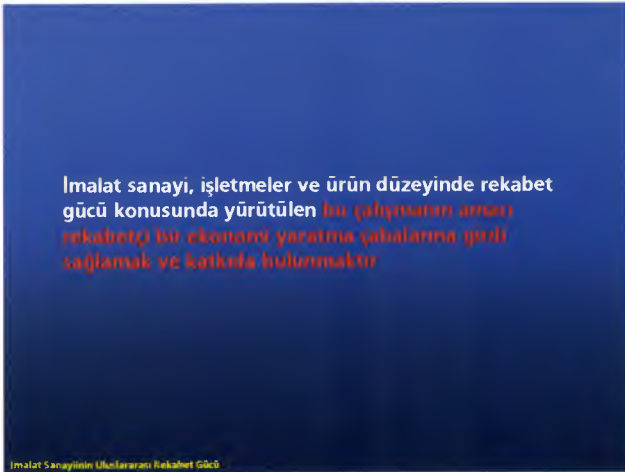 İmalat sanayi, işletmeler ve ürün düzeyinde rekabet
gücü konusunda yürütülen bu çalışmanın amacı
rekabetçi bir ekonomi yaratma çabalarına girdi
sağlamak ve katkıda bulunmaktır
İmalat Sanayiinin Uluslararası Rekabet Gücü